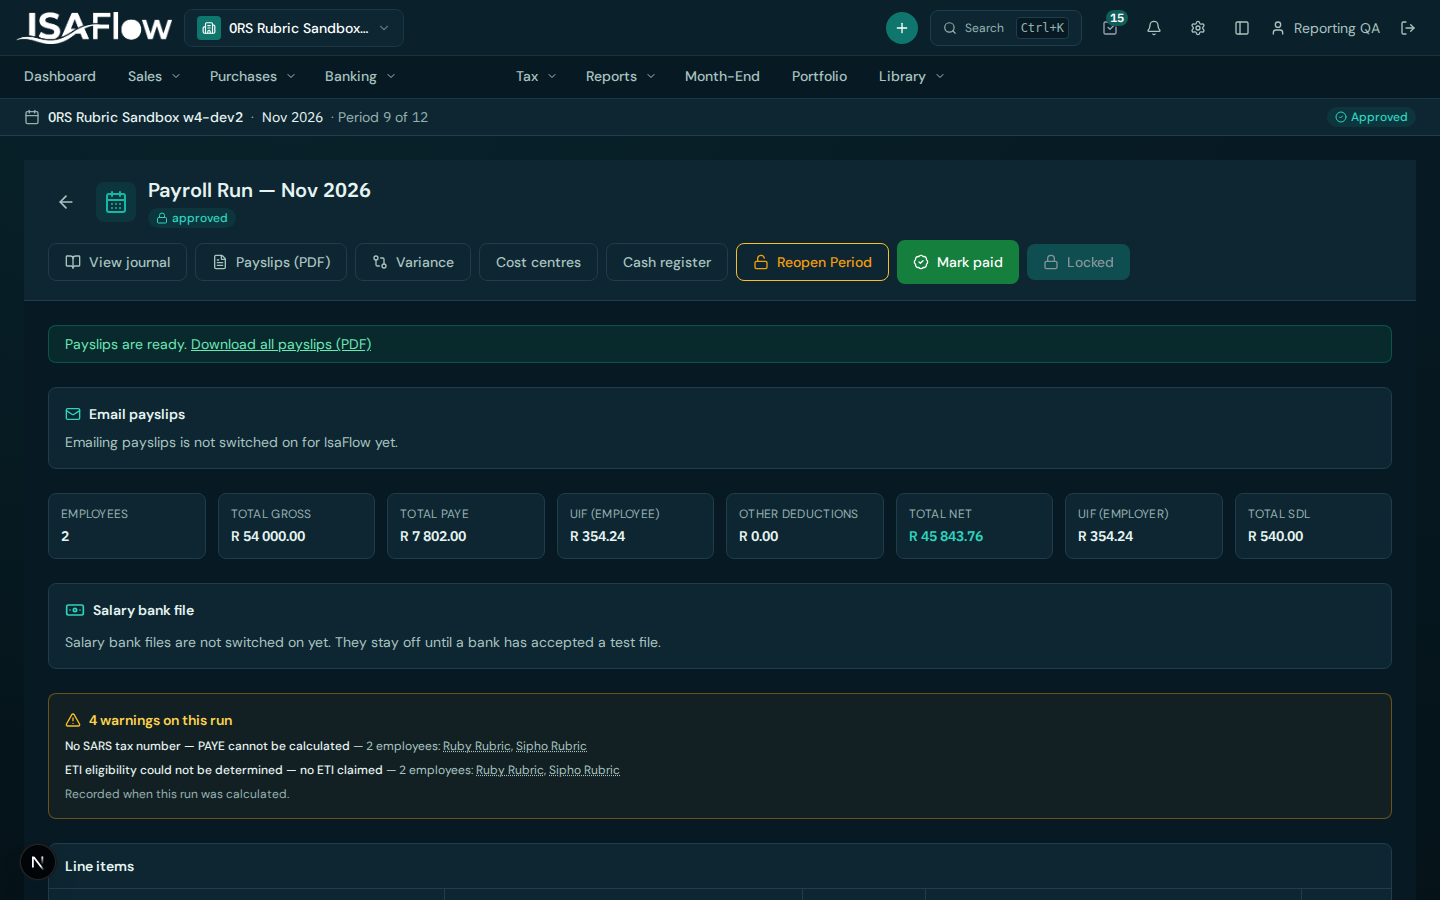 ISAFlow
0RS Rubric Sandbox...
Search Ctrl+K
15
Reporting QA
Dashboard Sales Purchases Banking Tax Reports Month-End Portfolio Library
0RS Rubric Sandbox w4-dev2 · Nov 2026 · Period 9 of 12
Approved
Payroll Run — Nov 2026
approved
View journal
Payslips (PDF)
Variance
Cost centres
Cash register
Reopen Period
Mark paid
Locked
Payslips are ready. Download all payslips (PDF)
Email payslips
Emailing payslips is not switched on for IsaFlow yet.
EMPLOYEES
2
TOTAL GROSS
R 54 000.00
TOTAL PAYE
R 7 802.00
UIF (EMPLOYEE)
R 354.24
OTHER DEDUCTIONS
R 0.00
TOTAL NET
R 45 843.76
UIF (EMPLOYER)
R 354.24
TOTAL SDL
R 540.00
Salary bank file
Salary bank files are not switched on yet. They stay off until a bank has accepted a test file.
4 warnings on this run
No SARS tax number — PAYE cannot be calculated — 2 employees: Ruby Rubric, Sipho Rubric
ETI eligibility could not be determined — no ETI claimed — 2 employees: Ruby Rubric, Sipho Rubric
Recorded when this run was calculated.
N
Line items